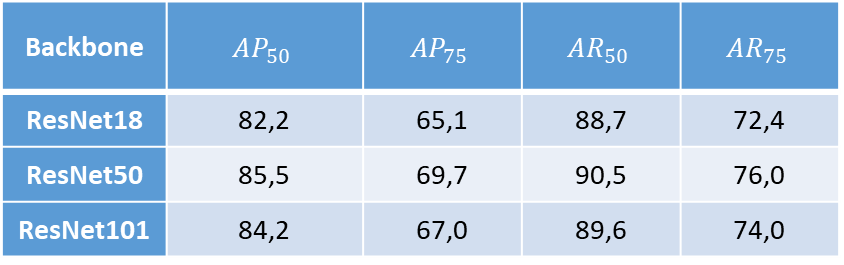 Backbone AP50 AP75 AR50 AR75
ResNet18 82,2 65,1 88,7 72,4
ResNet50 85,5 69,7 90,5 76,0
ResNet101 84,2 67,0 89,6 74,0